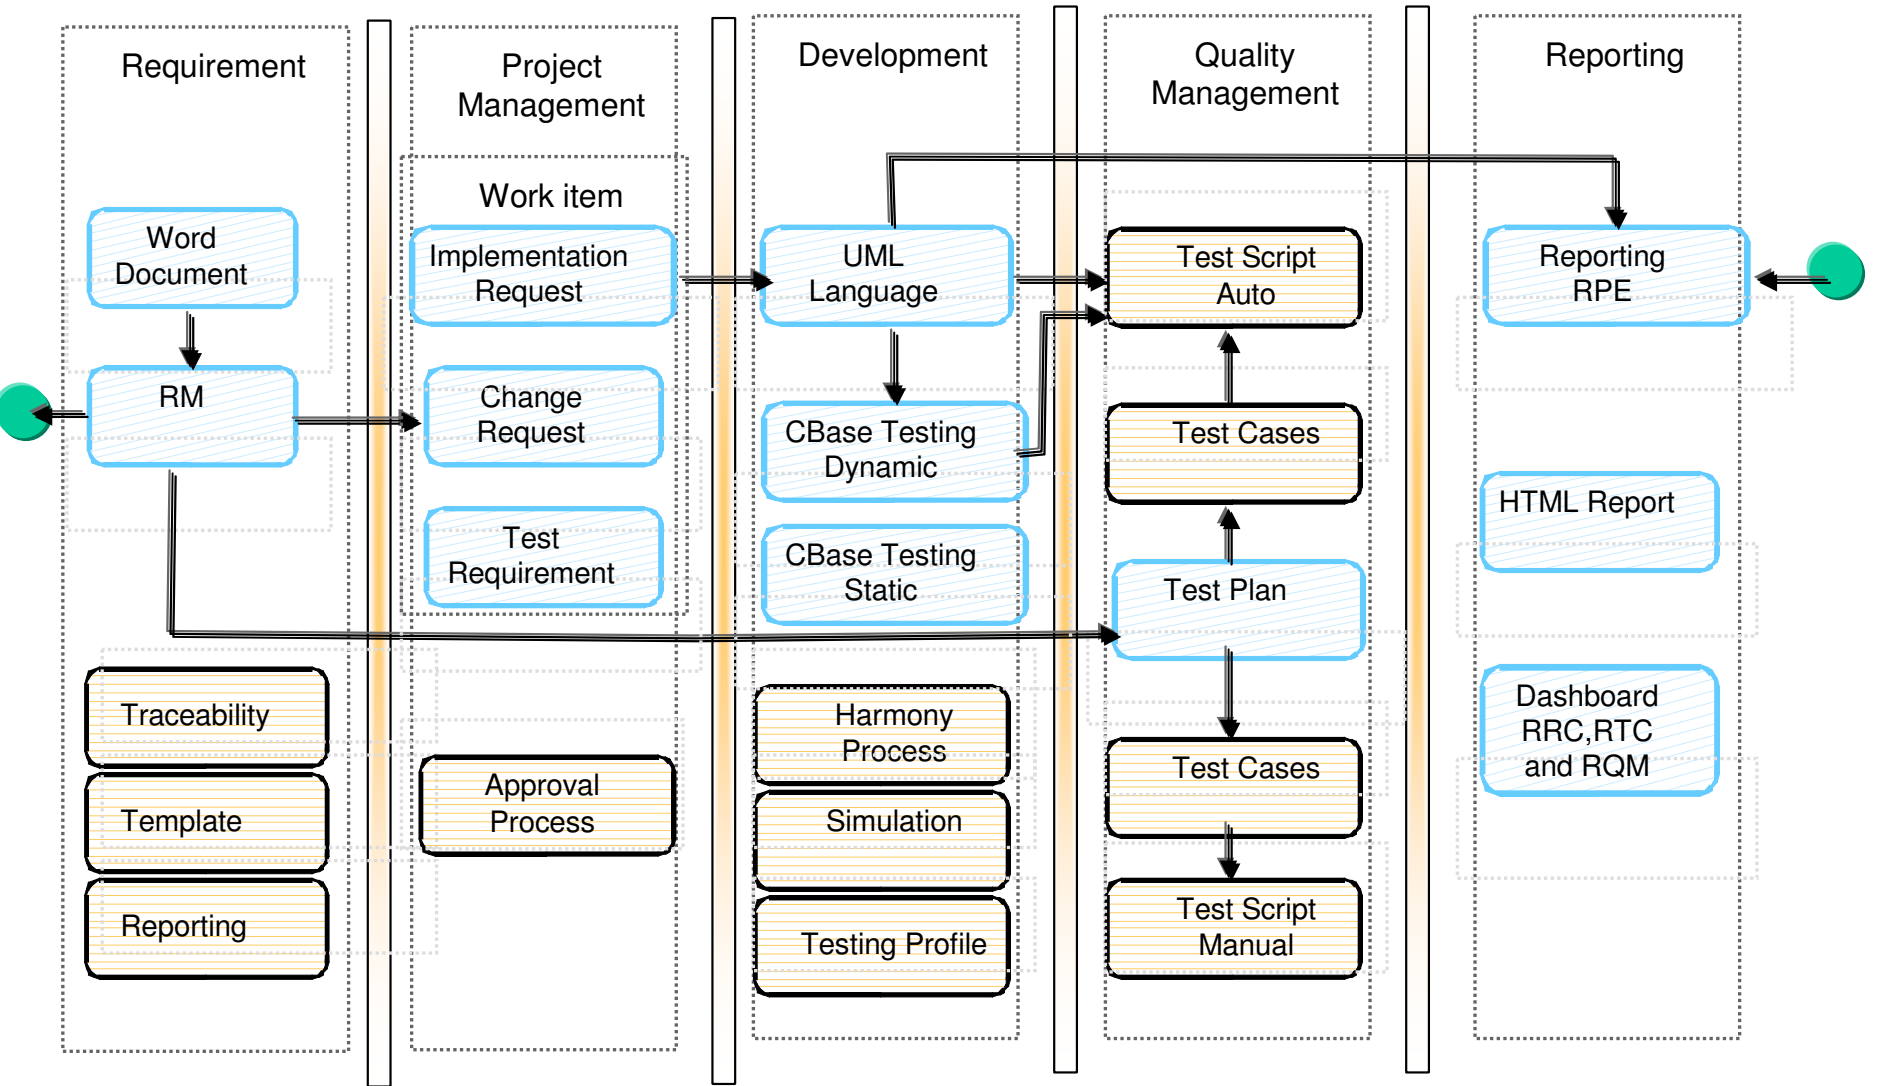 Requirement
Word
Document
RM
Traceability
Template
Reporting
Project
Management
Work item
Implementation
Request
Change
Request
Test
Requirement
Approval
Process
Development
UML
Language
CBase Testing
Dynamic
CBase Testing
Static
Harmony
Process
Simulation
Testing Profile
Quality
Management
Test Script
Auto
Test Cases
Test Plan
Test Cases
Test Script
Manual
Reporting
Reporting
RPE
HTML Report
Dashboard
RRC,RTC
and RQM